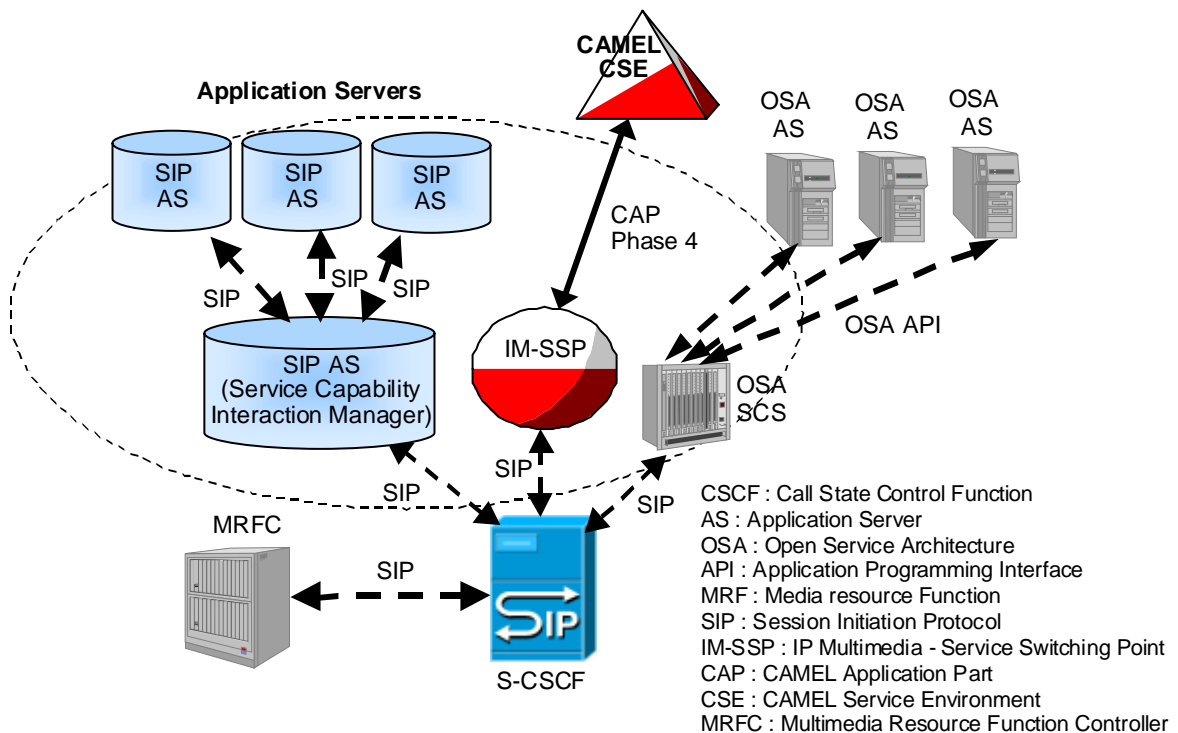 CAMEL
CSE
Application Servers
OSA
AS
OSA
AS
OSA
AS
SIP
AS
SIP
AS
SIP
AS
CAP
Phase 4
SIP
SIP
SIP
OSA API
SIP AS
(Service Capability
Interaction Manager)
IM-SSP
OSA
SCS
SIP
SIP
SIP
MRFC
SIP
SIP
S-CSCF
CSCF : Call State Control Function
AS : Application Server
OSA : Open Service Architecture
API : Application Programming Interface
MRF : Media resource Function
SIP : Session Initiation Protocol
IM-SSP : IP Multimedia - Service Switching Point
CAP : CAMEL Application Part
CSE : CAMEL Service Environment
MRFC : Multimedia Resource Function Controller